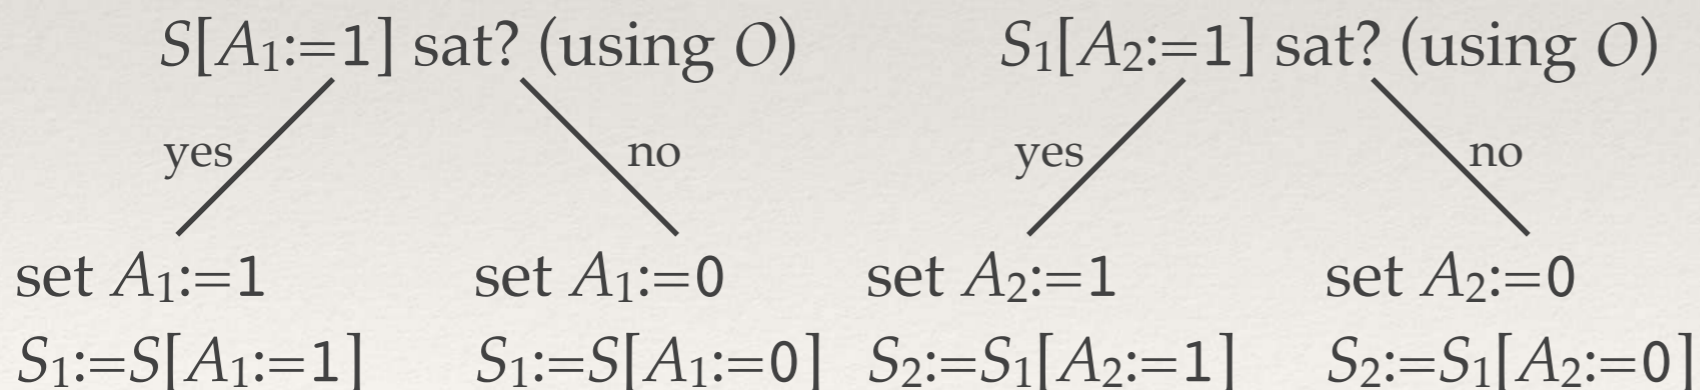 S[A₁:=1] sat? (using O) S₁[A₂:=1] sat? (using O)
yes no yes no
set A₁:=1 set A₁:=0 set A₂:=1 set A₂:=0
S₁:=S[A₁:=1] S₁:=S[A₁:=0] S₂:=S₁[A₂:=1] S₂:=S₁[A₂:=0]